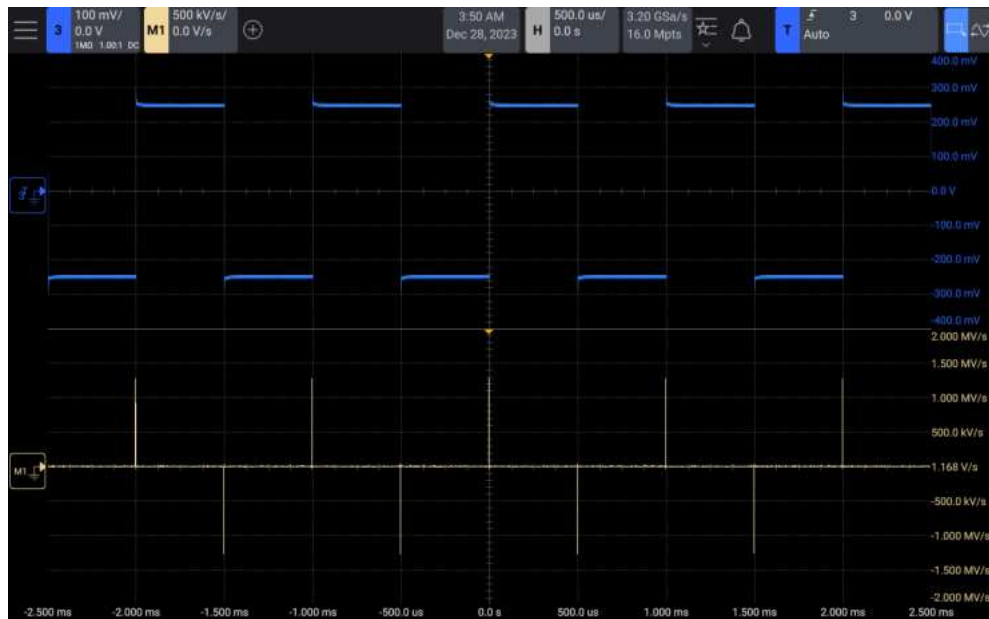 3
100 mV/
0.0 V
1MΩ 1.00:1 DC
M1
500 kV/s/
0.0 V/s
3:50 AM
Dec 28, 2023
H
500.0 us/
0.0 s
3.20 GSa/s
16.0 Mpts
T
3
0.0 V
Auto
400.0 mV
300.0 mV
200.0 mV
100.0 mV
0.0 V
-100.0 mV
-200.0 mV
-300.0 mV
-400.0 mV
2.000 MV/s
1.500 MV/s
1.000 MV/s
500.0 kV/s
M1
1.168 V/s
-500.0 kV/s
-1.000 MV/s
-1.500 MV/s
-2.000 MV/s
-2.500 ms
-2.000 ms
-1.500 ms
-1.000 ms
-500.0 us
0.0 s
500.0 us
1.000 ms
1.500 ms
2.000 ms
2.500 ms